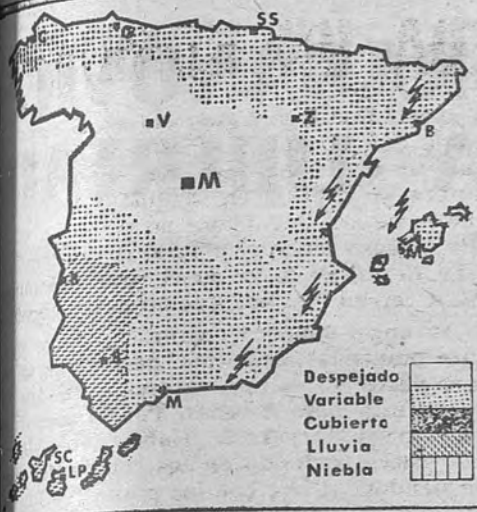 SS
V
Z
B
M
M
SC
LP
Despejado
Variable
Cubierto
Lluvia
Niebla